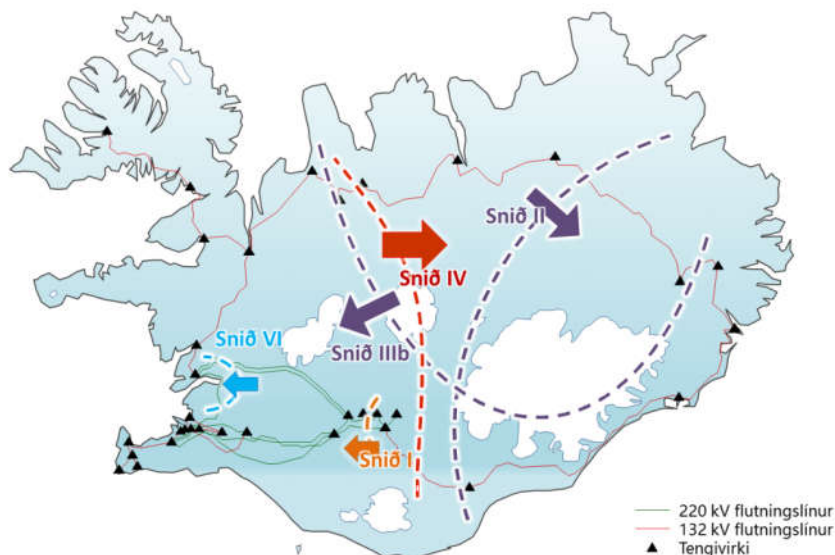 Snið II
Snið IV
Snið VI
Snið IIIb
Snið I
220 kV flutningslínur
132 kV flutningslínur
Tengivirki